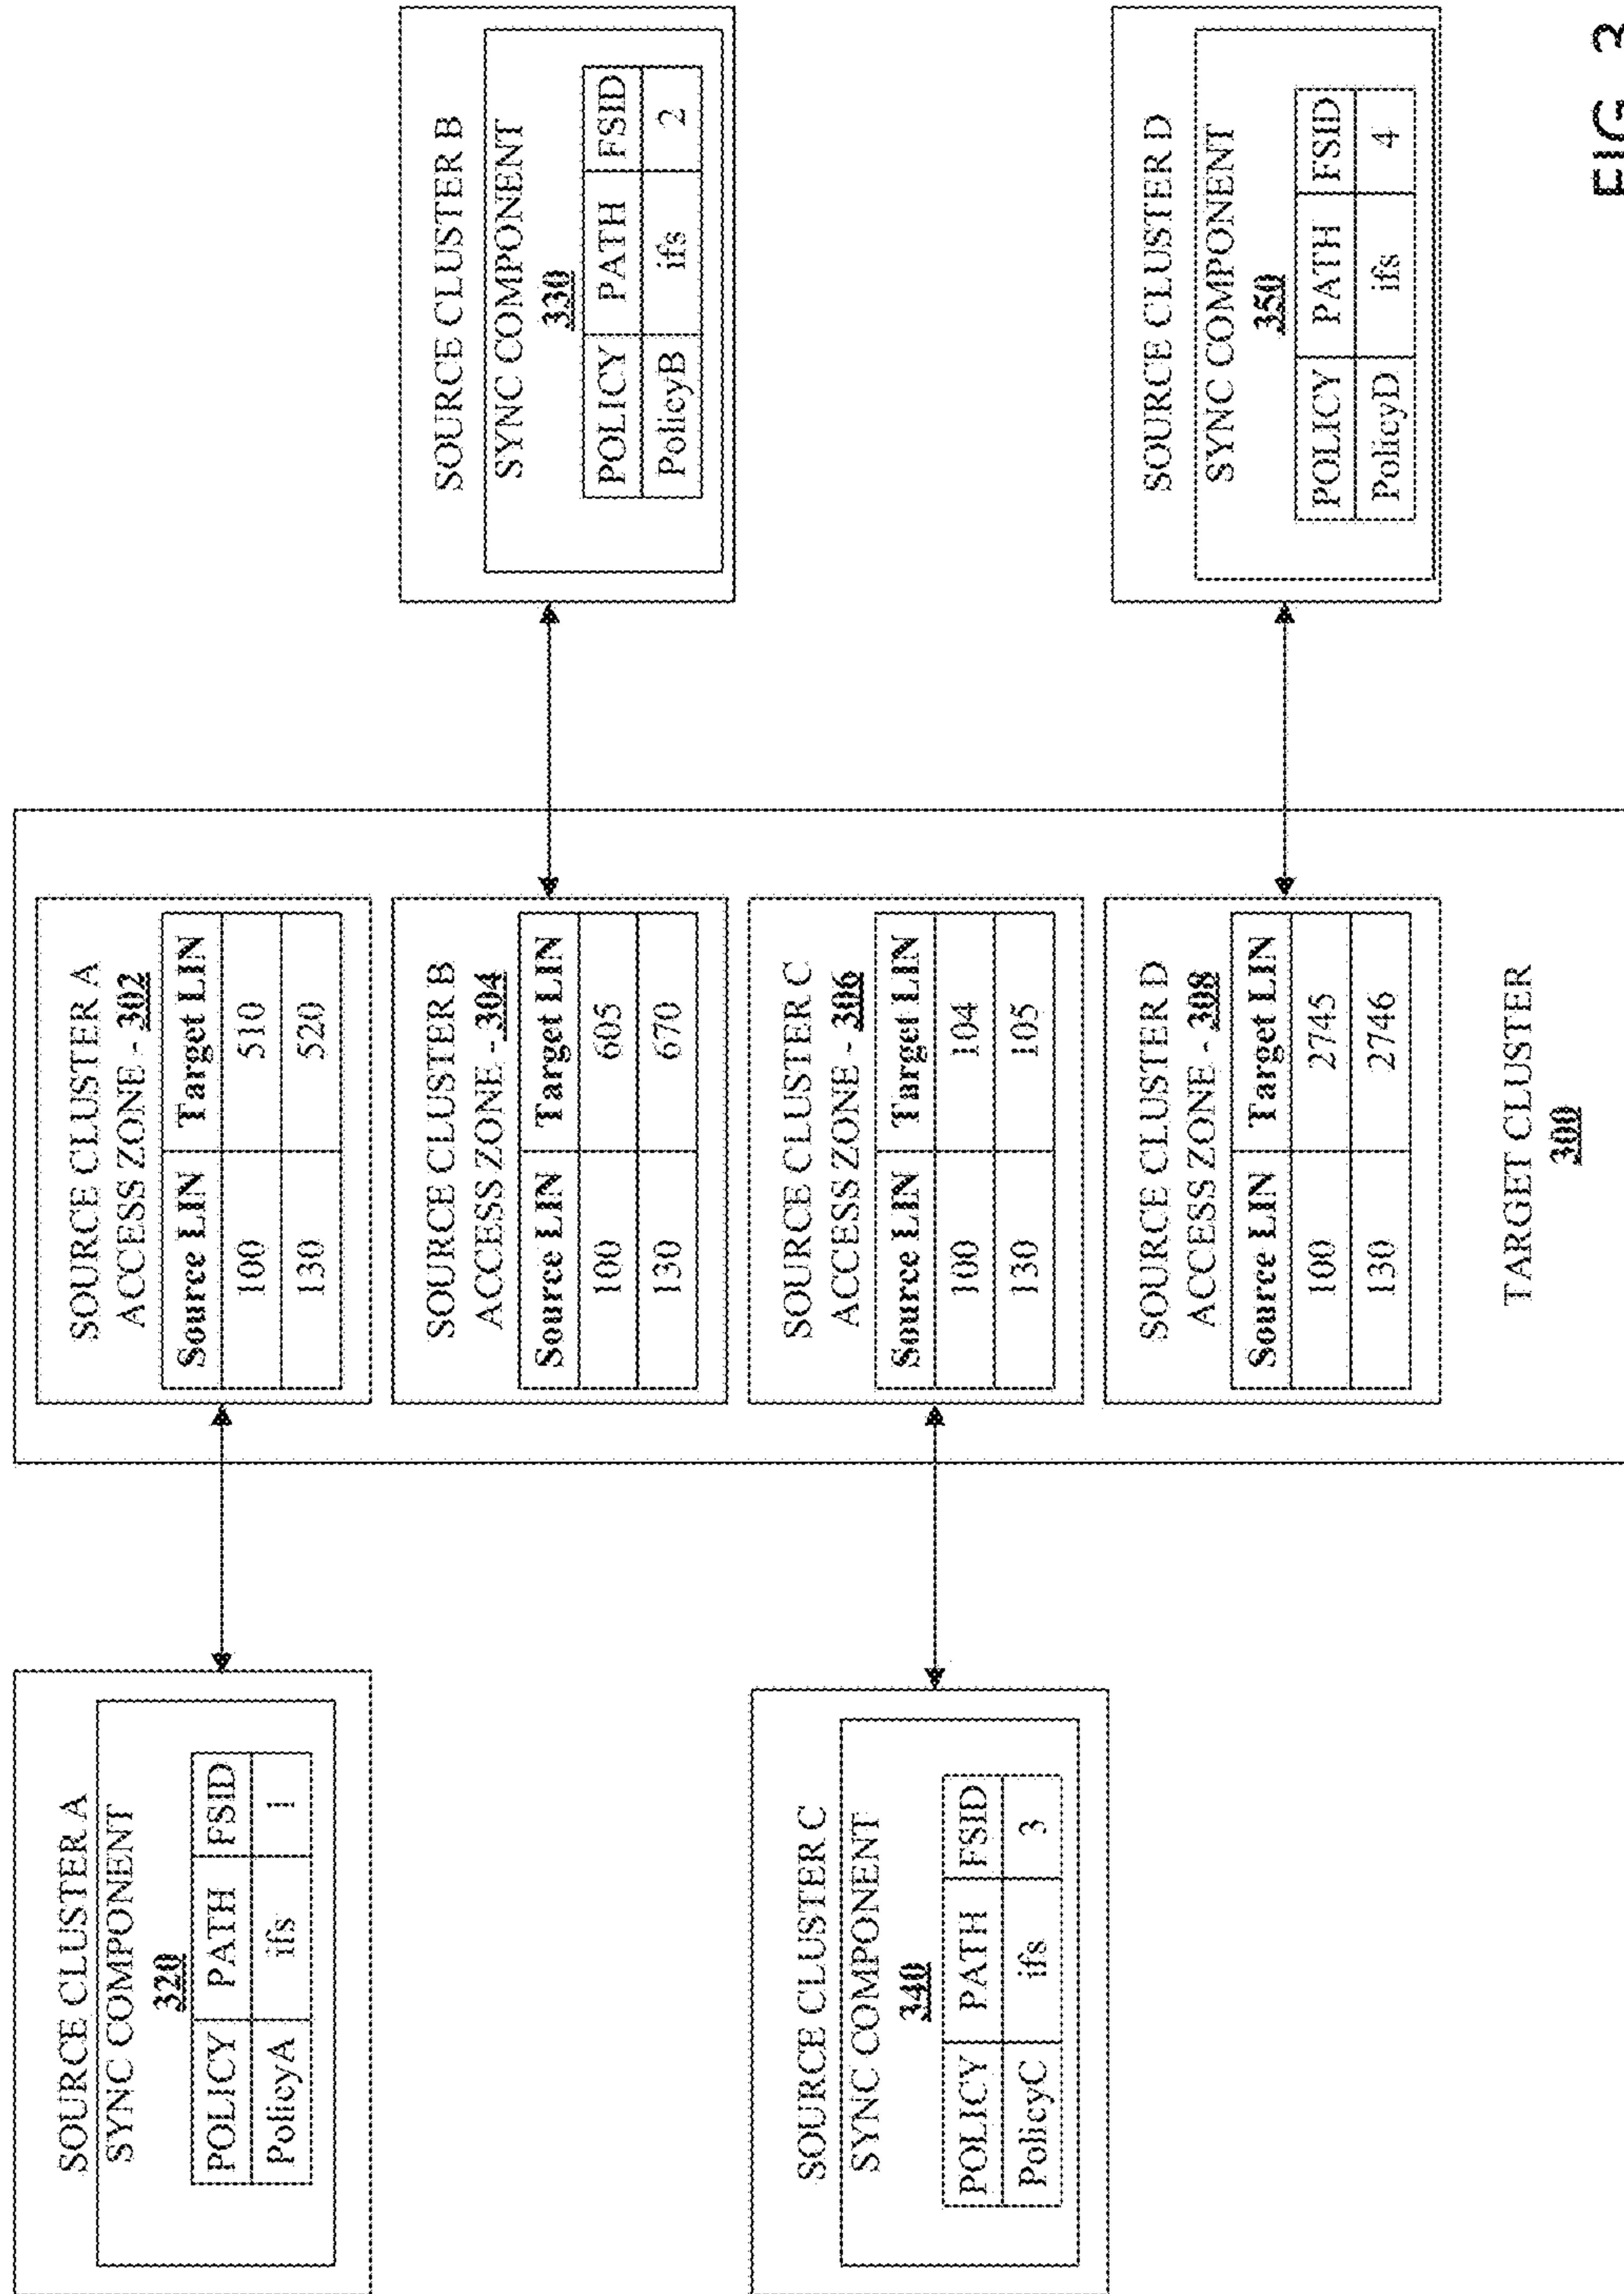 SOURCE CLUSTER A
SYNC COMPONENT
320
POLICY PATH FSID
PolicyA ifs 1
SOURCE CLUSTER C
SYNC COMPONENT
340
POLICY PATH FSID
PolicyC ifs 3
SOURCE CLUSTER A
ACCESS ZONE - 302
Source LIN Target LIN
100 510
130 520
SOURCE CLUSTER B
ACCESS ZONE - 304
Source LIN Target LIN
100 605
130 670
SOURCE CLUSTER C
ACCESS ZONE - 306
Source LIN Target LIN
100 104
130 105
SOURCE CLUSTER D
ACCESS ZONE - 308
Source LIN Target LIN
100 2745
130 2746
TARGET CLUSTER
300
SOURCE CLUSTER B
SYNC COMPONENT
330
POLICY PATH FSID
PolicyB ifs 2
SOURCE CLUSTER D
SYNC COMPONENT
350
POLICY PATH FSID
PolicyD ifs 4
FIG. 3